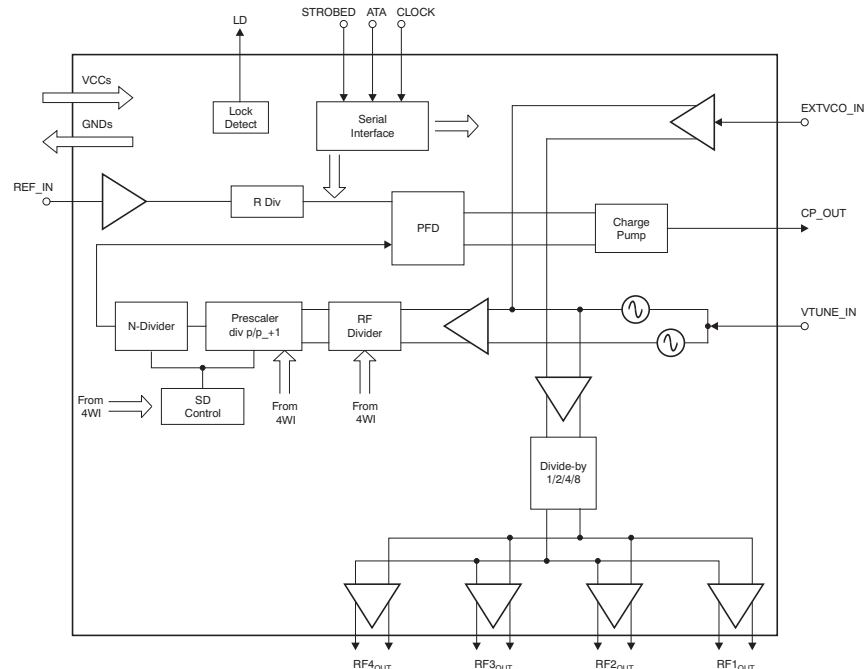 LD
STROBED ATA CLOCK
VCCs
GNDs
Lock
Detect
Serial
Interface
EXTVCO_IN
REF_IN
R Div
PFD
Charge
Pump
CP_OUT
N-Divider
Prescaler
div p/p_+1
RF
Divider
VTUNE_IN
From
4WI
SD
Control
From
4WI
From
4WI
Divide-by
1/2/4/8
RF4OUT
RF3OUT
RF2OUT
RF1OUT